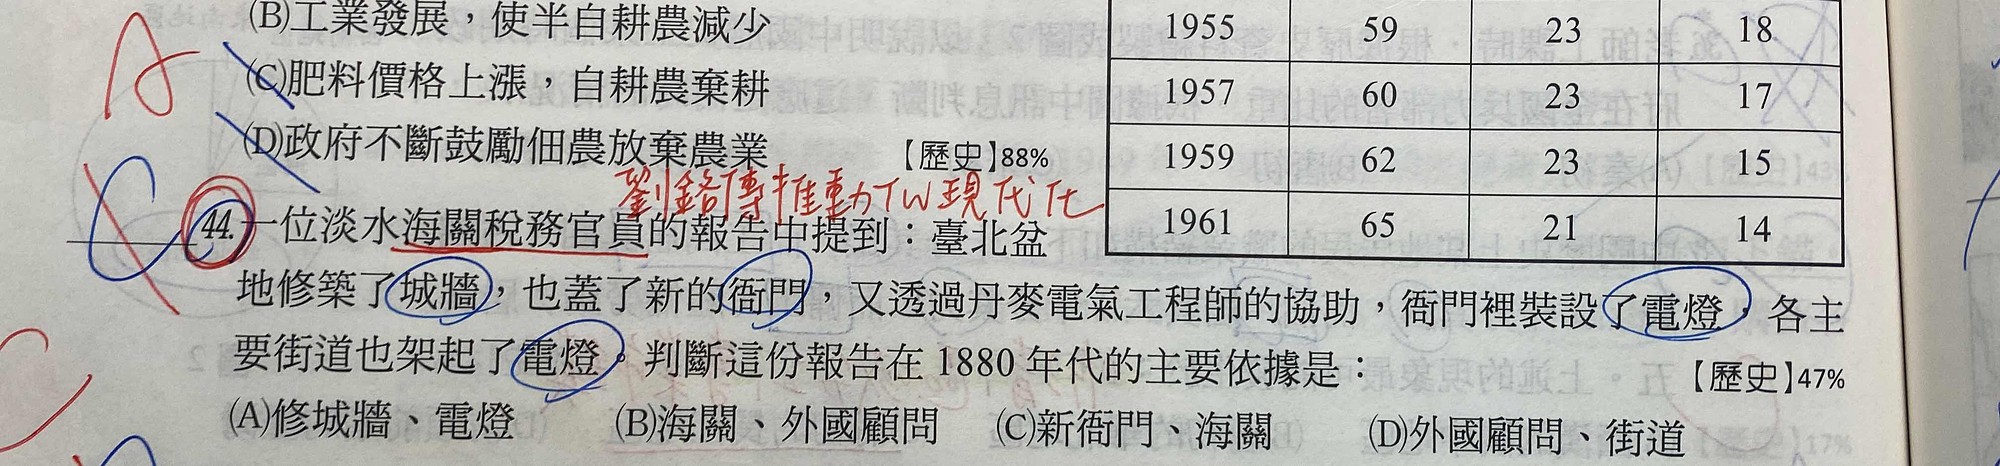 (B)工業發展，使半自耕農減少
(C)肥料價格上漲，自耕農棄耕
(D)政府不斷鼓勵佃農放棄農業 【歷史】88%
1955 59 23 18
1957 60 23 17
1959 62 23 15
1961 65 21 14
A
劉銘傳推動TW現代化
C
44.一位淡水海關稅務官員的報告中提到：臺北盆
地修築了城牆，也蓋了新的衙門，又透過丹麥電氣工程師的協助，衙門裡裝設了電燈，各主
要街道也架起了電燈。判斷這份報告在 1880 年代的主要依據是： 【歷史】47%
(A)修城牆、電燈 (B)海關、外國顧問 (C)新衙門、海關 (D)外國顧問、街道